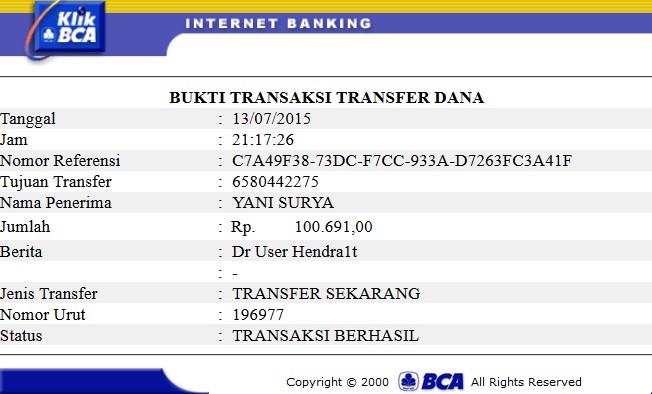 Klik
BCA
INTERNET BANKING
BUKTI TRANSAKSI TRANSFER DANA
Tanggal : 13/07/2015
Jam : 21:17:26
Nomor Referensi : C7A49F38-73DC-F7CC-933A-D7263FC3A41F
Tujuan Transfer : 6580442275
Nama Penerima : YANI SURYA
Jumlah : Rp. 100.691,00
Berita : Dr User Hendra1t
: -
Jenis Transfer : TRANSFER SEKARANG
Nomor Urut : 196977
Status : TRANSAKSI BERHASIL
Copyright © 2000 BCA All Rights Reserved